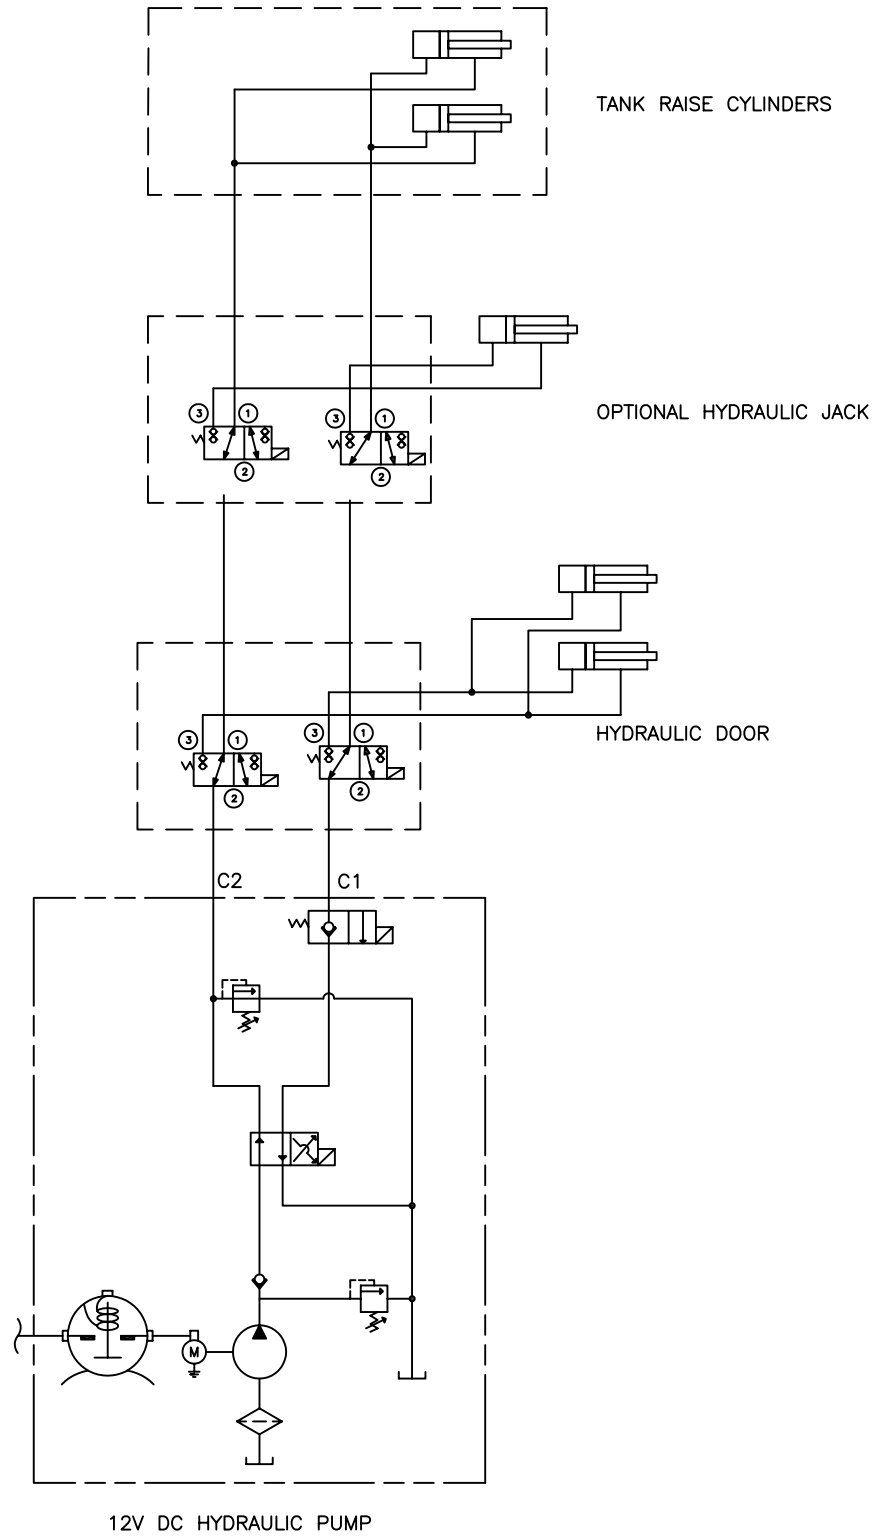 TANK RAISE CYLINDERS
OPTIONAL HYDRAULIC JACK
3 1 3 1
2 2
HYDRAULIC DOOR
3 1 3 1
2 2
C2 C1
M
12V DC HYDRAULIC PUMP